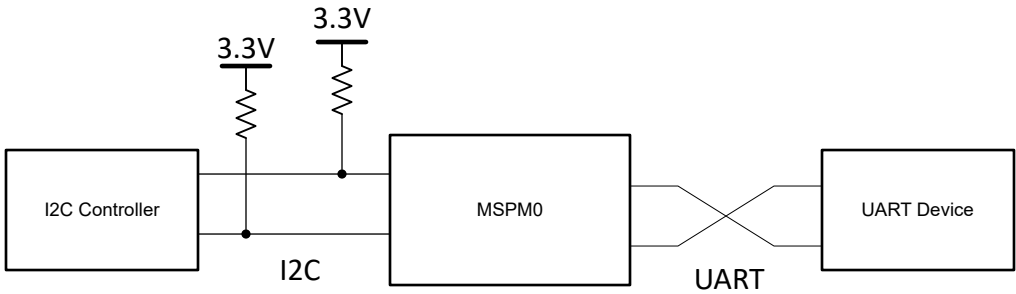 3.3V
3.3V
I2C Controller
MSPM0
UART Device
I2C
UART